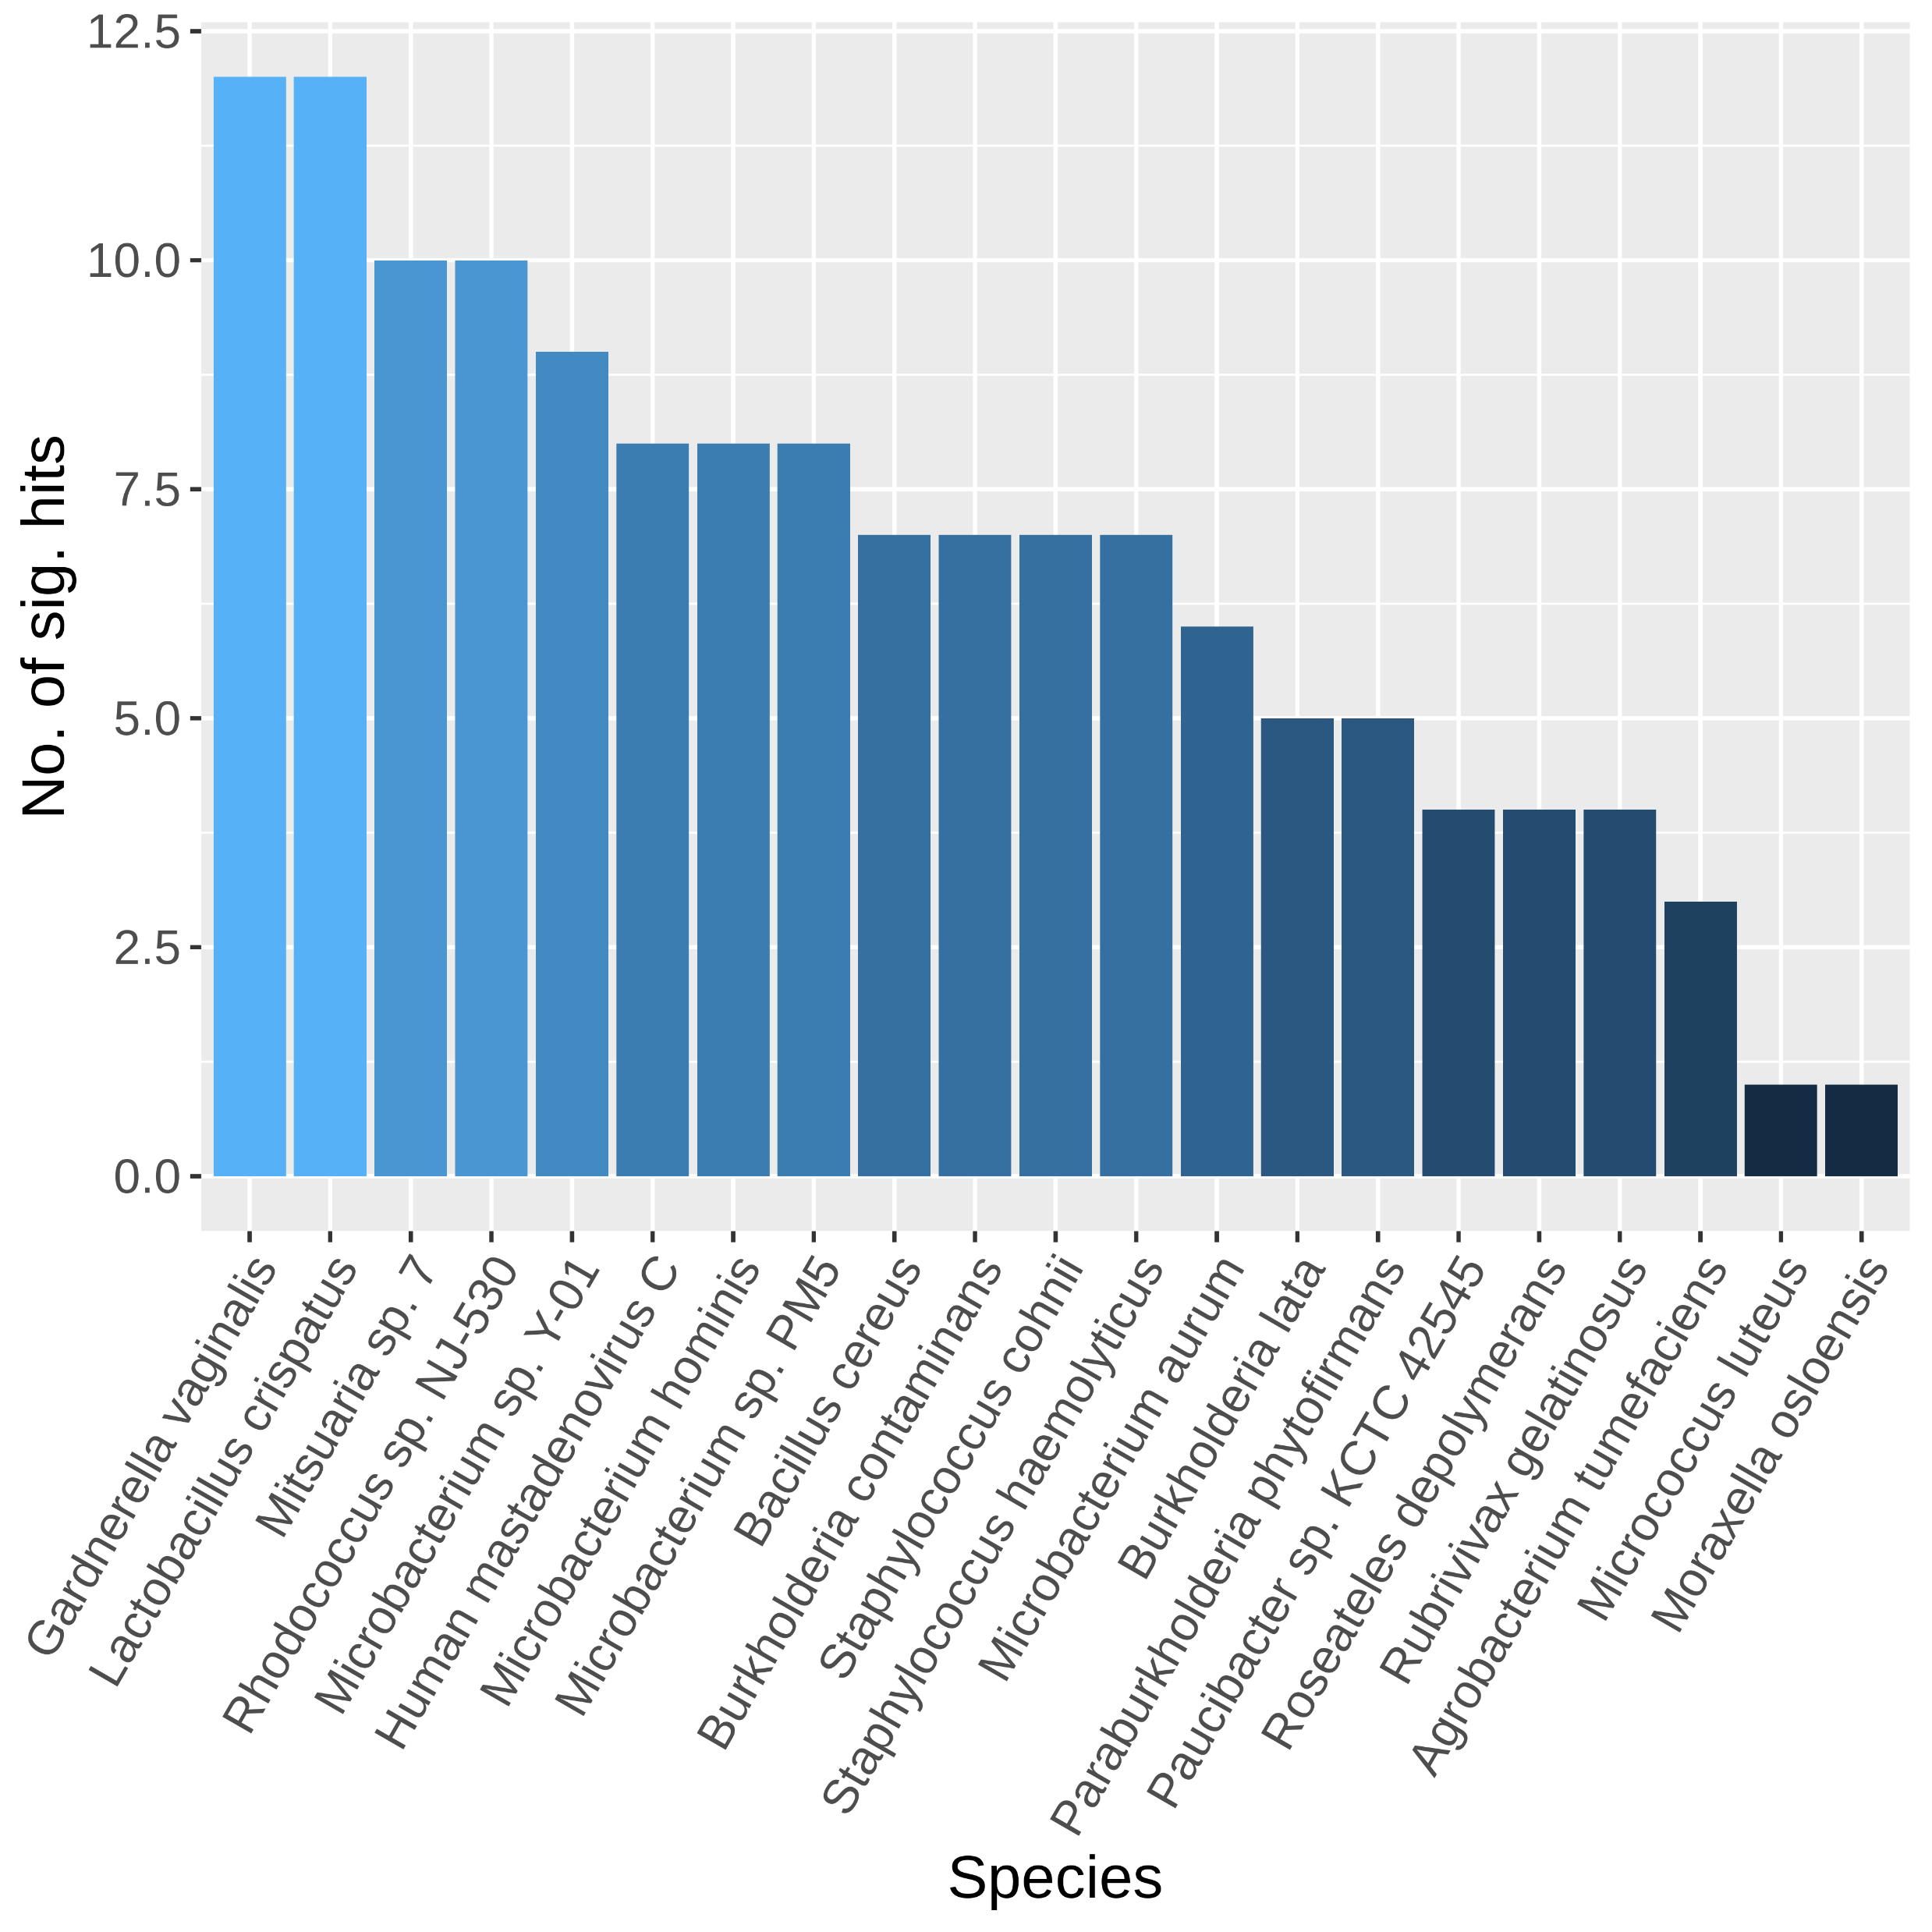 12.5
10.0
7.5
5.0
2.5
0.0
No. of sig. hits
Gardnerella vaginalis
Lactobacillus crispatus
Mitsuaria sp. 7
Rhodococcus sp. NJ-530
Microbacterium sp. Y-01
Human mastadenovirus C
Microbacterium hominis
Microbacterium sp. PM5
Bacillus cereus
Burkholderia contaminans
Staphylococcus cohnii
Staphylococcus haemolyticus
Microbacterium aurum
Burkholderia lata
Paraburkholderia phytofirmans
Paucibacter sp. KCTC 42545
Roseateles depolymerans
Rubrivivax gelatinosus
Agrobacterium tumefaciens
Micrococcus luteus
Moraxella osloensis
Species